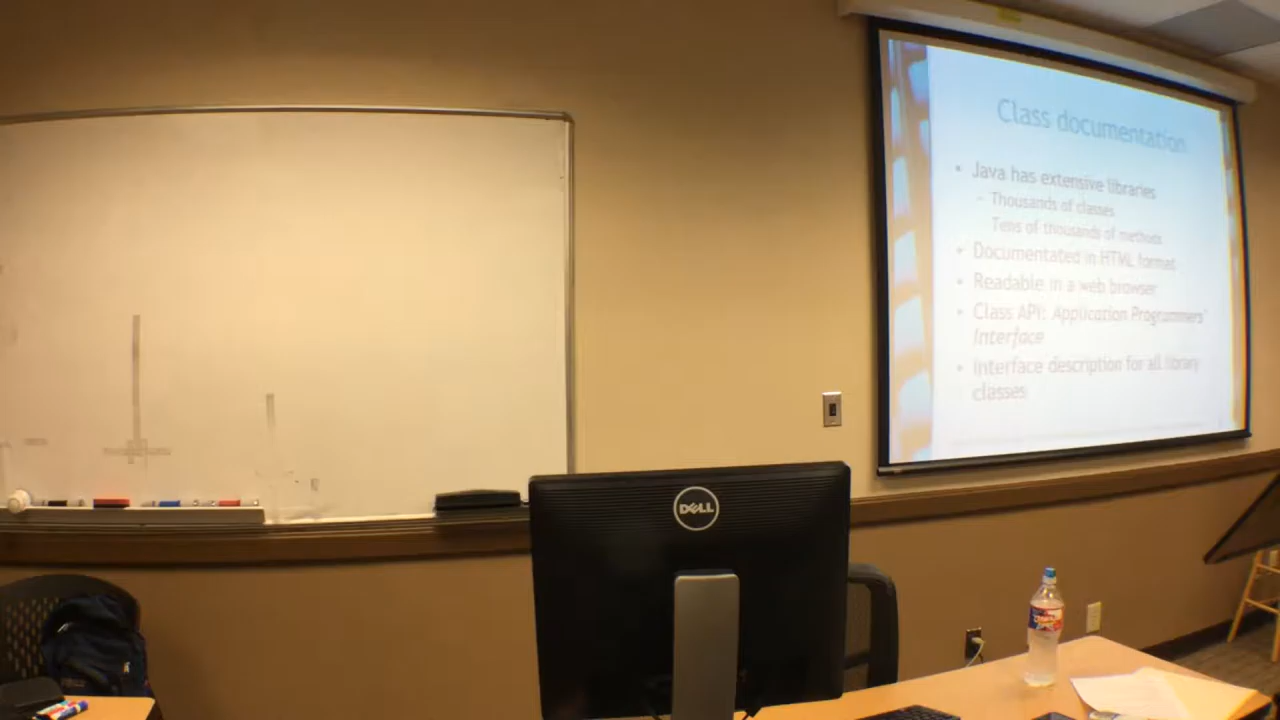 Class documentation
• Java has extensive libraries
– Thousands of classes
Tens of thousands of methods
• Documentated in HTML format
• Readable in a web browser
• Class API: Application Programmers'
Interface
• Interface description for all library
classes
DELL